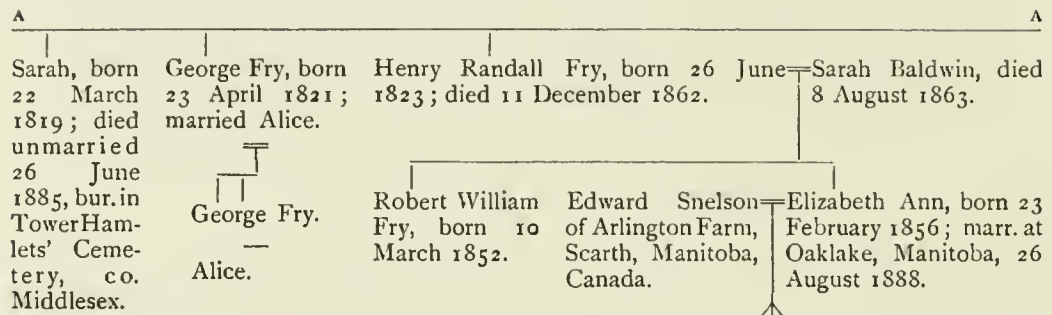 A A
Sarah, born
22 March
1819; died
unmarried
26 June
1885, bur. in
Tower Ham-
lets' Ceme-
tery, co.
Middlesex.
George Fry, born
23 April 1821;
married Alice.
George Fry.
Alice.
Henry Randall Fry, born 26 June
1823; died 11 December 1862.
Sarah Baldwin, died
8 August 1863.
Robert William
Fry, born 10
March 1852.
Edward Snelson
of Arlington Farm,
Scarth, Manitoba,
Canada.
Elizabeth Ann, born 23
February 1856; marr. at
Oaklake, Manitoba, 26
August 1888.